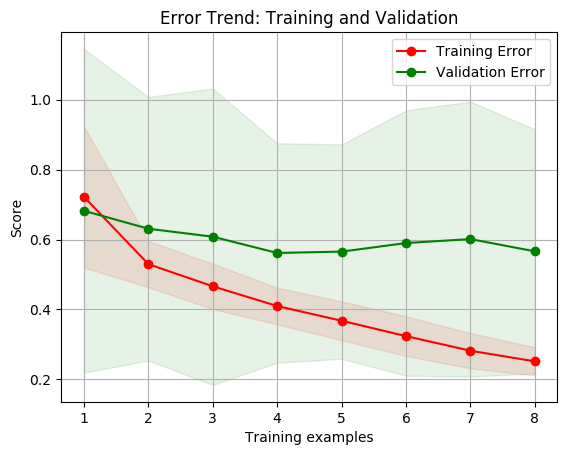 Error Trend: Training and Validation
Training Error
Validation Error
Score
1.0
0.8
0.6
0.4
0.2
1 2 3 4 5 6 7 8
Training examples